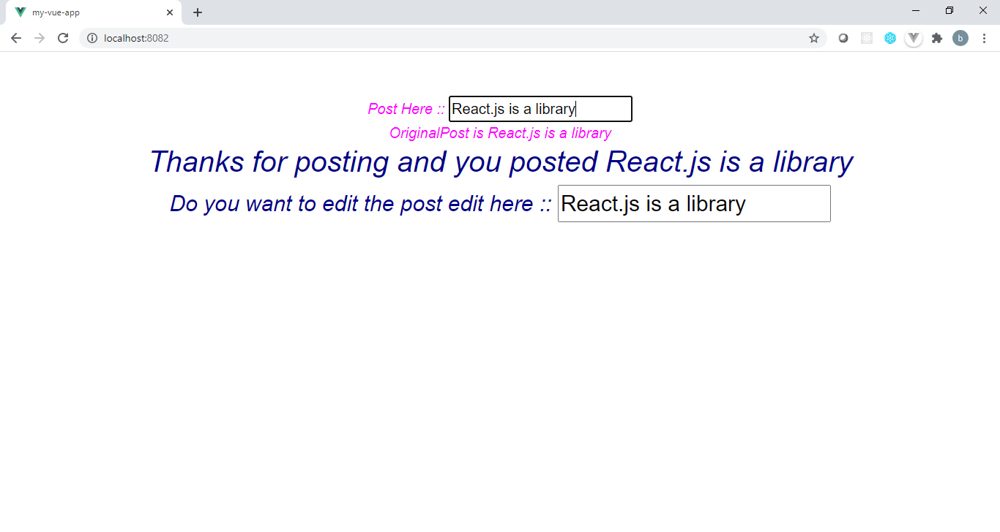 my-vue-app
localhost:8082
b
Post Here :: React.js is a library
OriginalPost is React.js is a library
Thanks for posting and you posted React.js is a library
Do you want to edit the post edit here :: React.js is a library